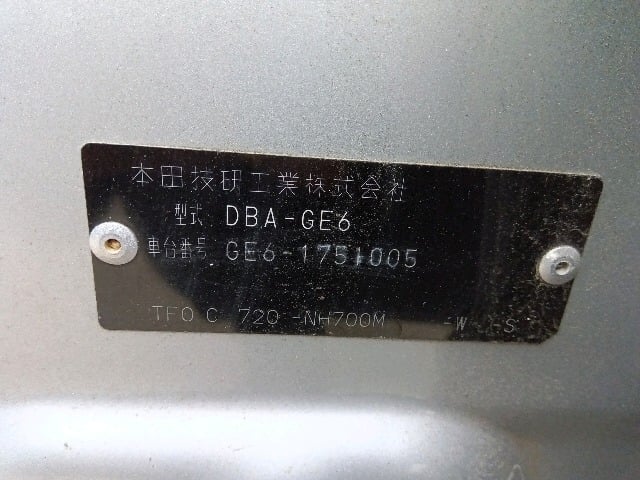 本田技研工業株式会社
型式 DBA-GE6
車台番号 GE6-1751005
TF0 C 720 -NH700M -W -S